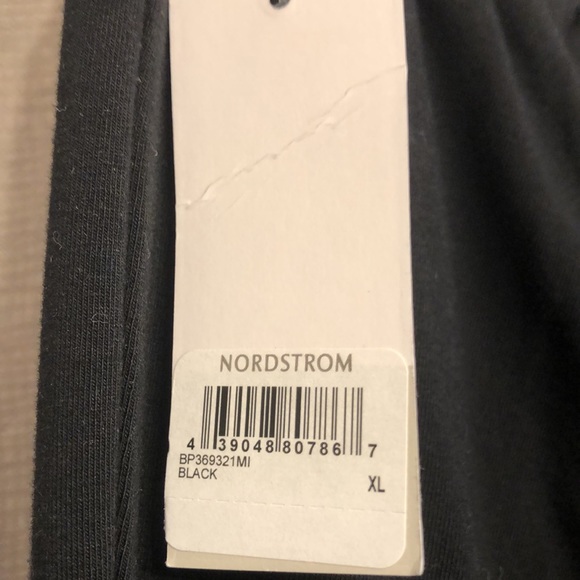 NORDSTROM
4 39048 80786 7
BP369321MI
BLACK
XL